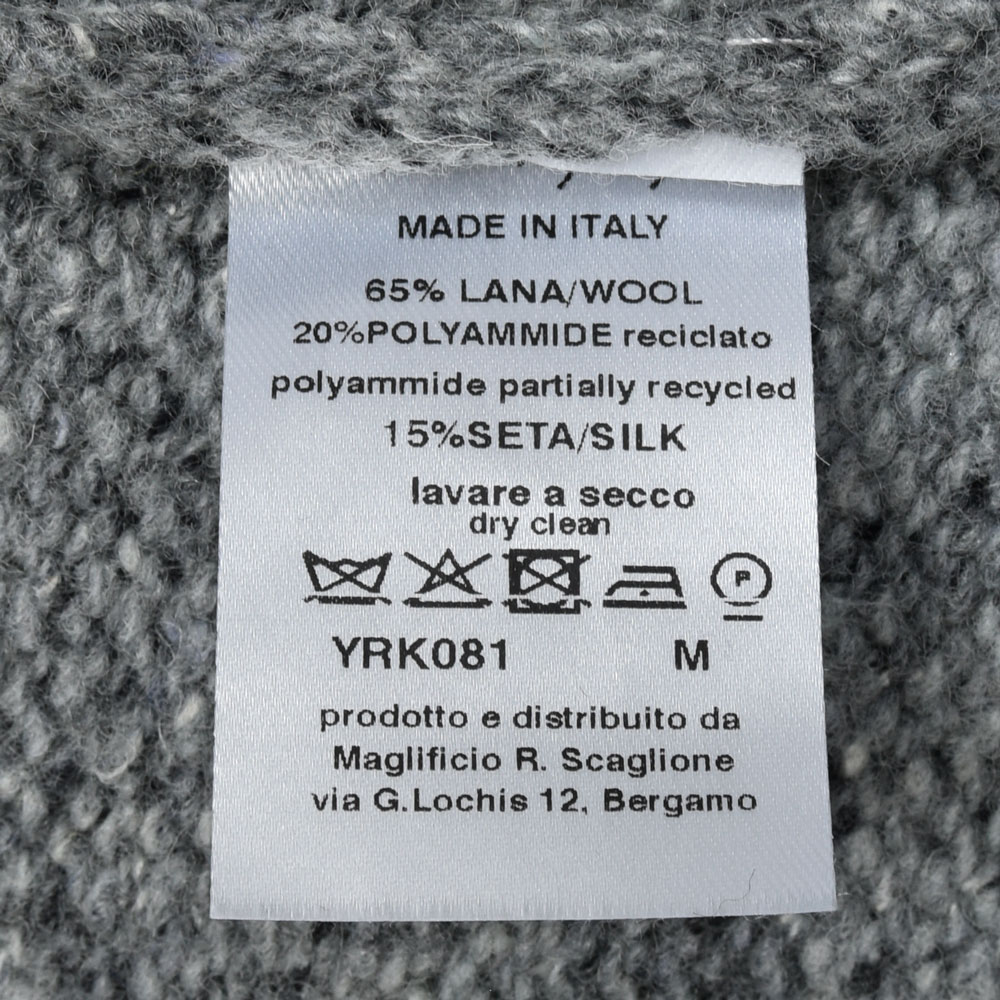 MADE IN ITALY
65% LANA/WOOL
20%POLYAMMIDE reciclato
polyammide partially recycled
15%SETA/SILK
lavare a secco
dry clean
P
YRK081 M
prodotto e distribuito da
Maglificio R. Scaglione
via G.Lochis 12, Bergamo